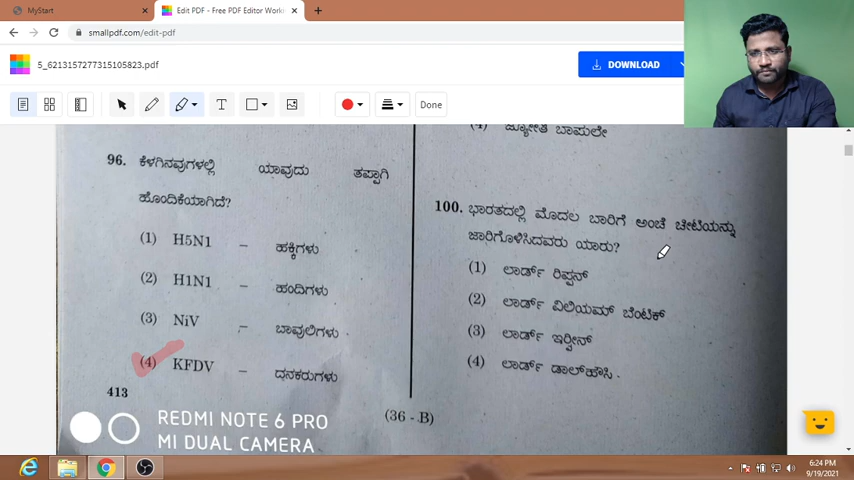 MyStart
Edit PDF - Free PDF Editor Work
smallpdf.com/edit-pdf
5_6213157277315105823.pdf
DOWNLOAD
T
Done
(4) ಜ್ಯೋತಿ ಬಾಪುಲೇ
96. ಕೆಳಗಿನವುಗಳಲ್ಲಿ ಯಾವುದು ತಪ್ಪಾಗಿ
ಹೊಂದಿಕೆಯಾಗಿದೆ?
(1) H5N1 – ಹಕ್ಕಿಗಳು
(2) H1N1 – ಹಂದಿಗಳು
(3) NiV – ಬಾವುಲಿಗಳು
(4) KFDV – ದನಕರುಗಳು
413
100. ಭಾರತದಲ್ಲಿ ಮೊದಲ ಬಾರಿಗೆ ಅಂಚೆ ಚೀಟಿಯನ್ನು
ಜಾರಿಗೊಳಿಸಿದವರು ಯಾರು?
(1) ಲಾರ್ಡ್ ರಿಪ್ಪನ್
(2) ಲಾರ್ಡ್ ವಿಲಿಯಮ್ ಬೆಂಟಿಕ್
(3) ಲಾರ್ಡ್ ಇರ್ವೀನ್
(4) ಲಾರ್ಡ್ ಡಾಲ್‌ಹೌಸಿ.
(36 - B)
REDMI NOTE 6 PRO
MI DUAL CAMERA
6:24 PM
9/19/2021